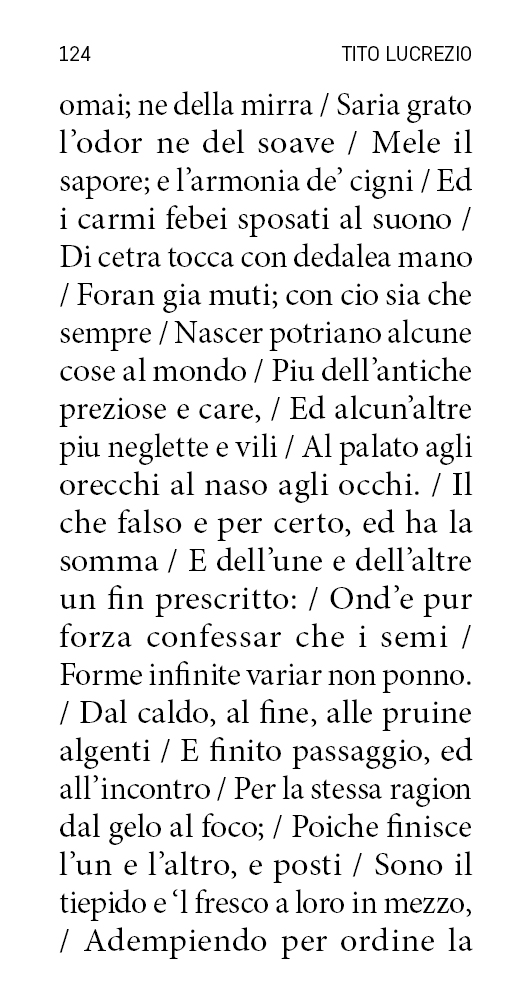 124 TITO LUCREZIO
omai; ne della mirra / Saria grato
l’odor ne del soave / Mele il
sapore; e l’armonia de’ cigni / Ed
i carmi febei sposati al suono /
Di cetra tocca con dedalea mano
/ Foran gia muti; con cio sia che
sempre / Nascer potriano alcune
cose al mondo / Piu dell’antiche
preziose e care, / Ed alcun’altre
piu neglette e vili / Al palato agli
orecchi al naso agli occhi. / Il
che falso e per certo, ed ha la
somma / E dell’une e dell’altre
un fin prescritto: / Ond’e pur
forza confessar che i semi /
Forme infinite variar non ponno.
/ Dal caldo, al fine, alle pruine
algenti / E finito passaggio, ed
all’incontro / Per la stessa ragion
dal gelo al foco; / Poiche finisce
l’un e l’altro, e posti / Sono il
tiepido e ‘l fresco a loro in mezzo,
/ Adempiendo per ordine la